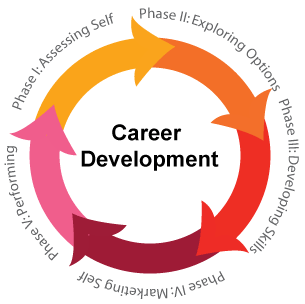 Phase I: Assessing Self
Phase II: Exploring Options
Phase III: Developing Skills
Phase IV: Marketing Self
Phase V: Performing
Career
Development